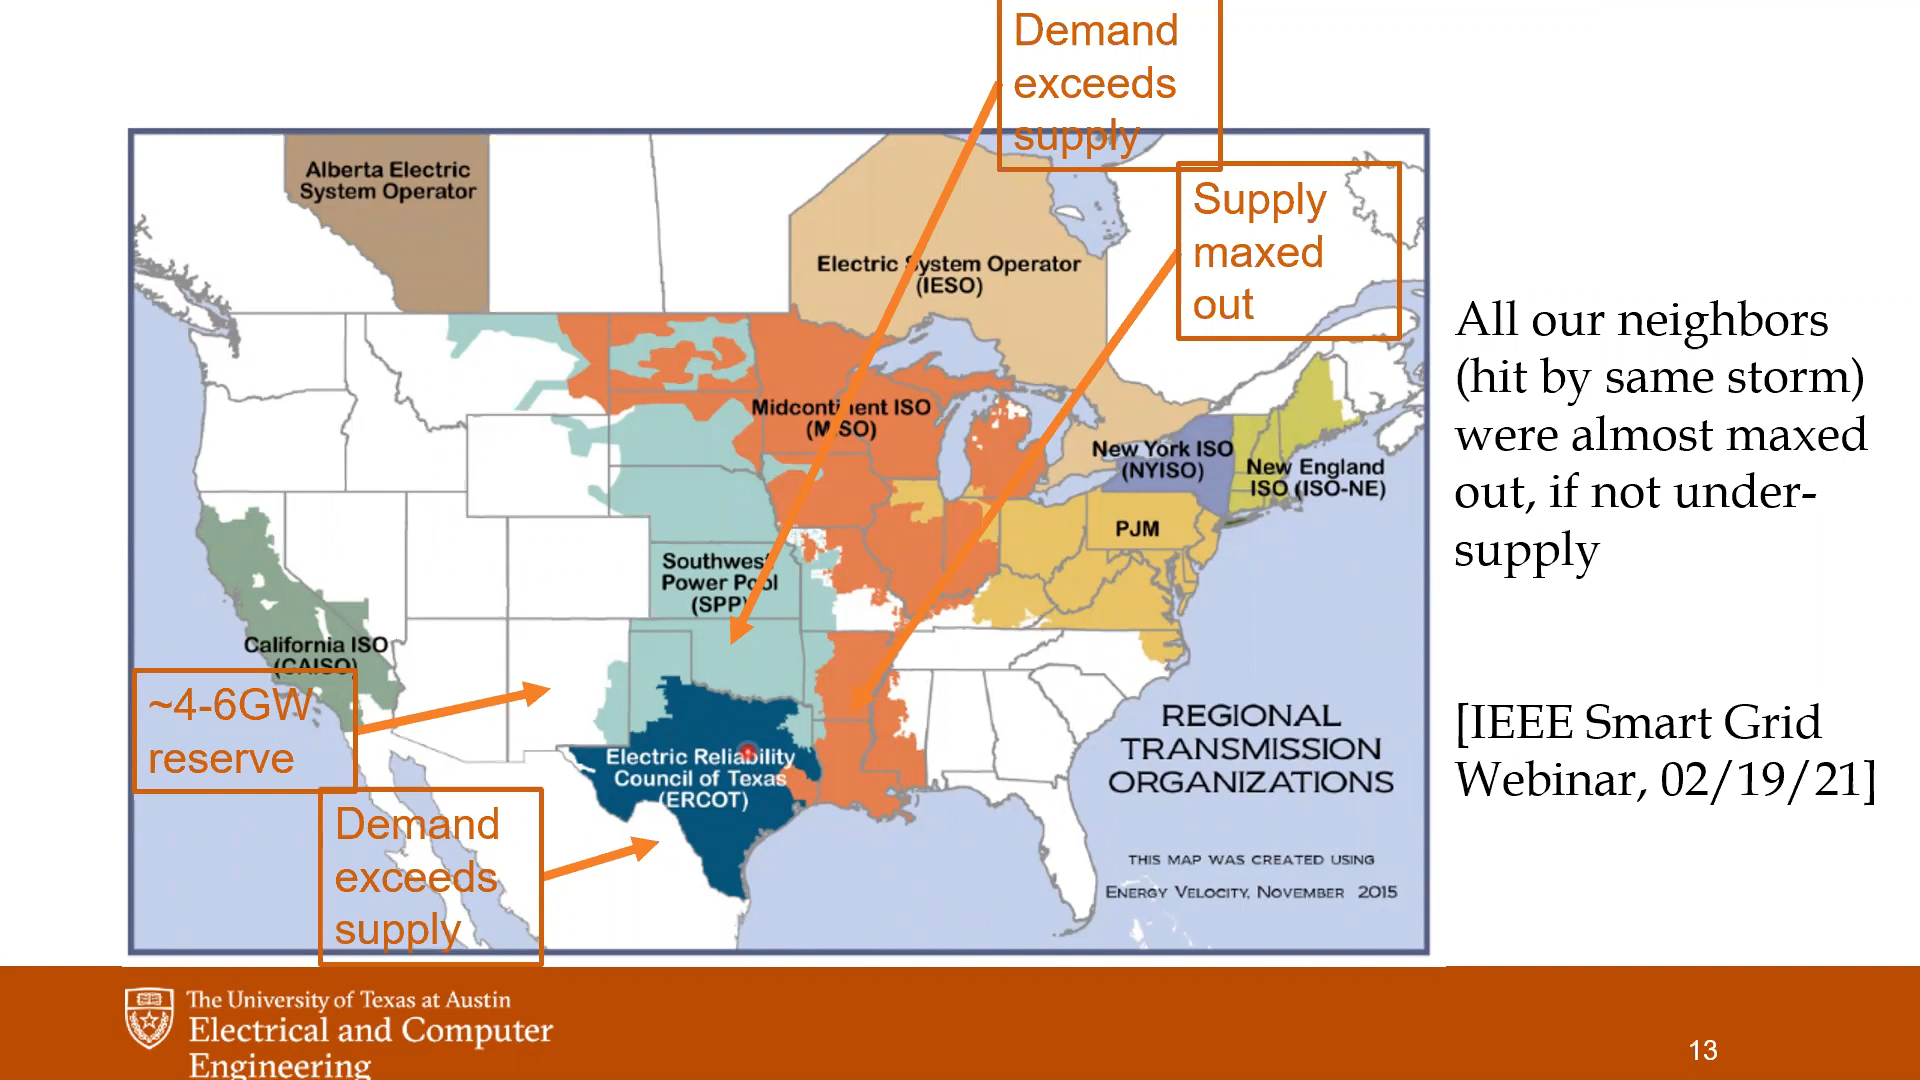 Demand
exceeds
supply
Supply
maxed
out
Alberta Electric
System Operator
Electric System Operator
(IESO)
Midcontinent ISO
(MISO)
New York ISO
(NYISO)
New England
ISO (ISO-NE)
PJM
Southwest
Power Pool
(SPP)
California ISO
(CAISO)
~4-6GW
reserve
Electric Reliability
Council of Texas
(ERCOT)
Demand
exceeds
supply
REGIONAL
TRANSMISSION
ORGANIZATIONS
THIS MAP WAS CREATED USING
ENERGY VELOCITY, NOVEMBER 2015
All our neighbors
(hit by same storm)
were almost maxed
out, if not under-
supply
[IEEE Smart Grid
Webinar, 02/19/21]
The University of Texas at Austin
Electrical and Computer
Engineering
13